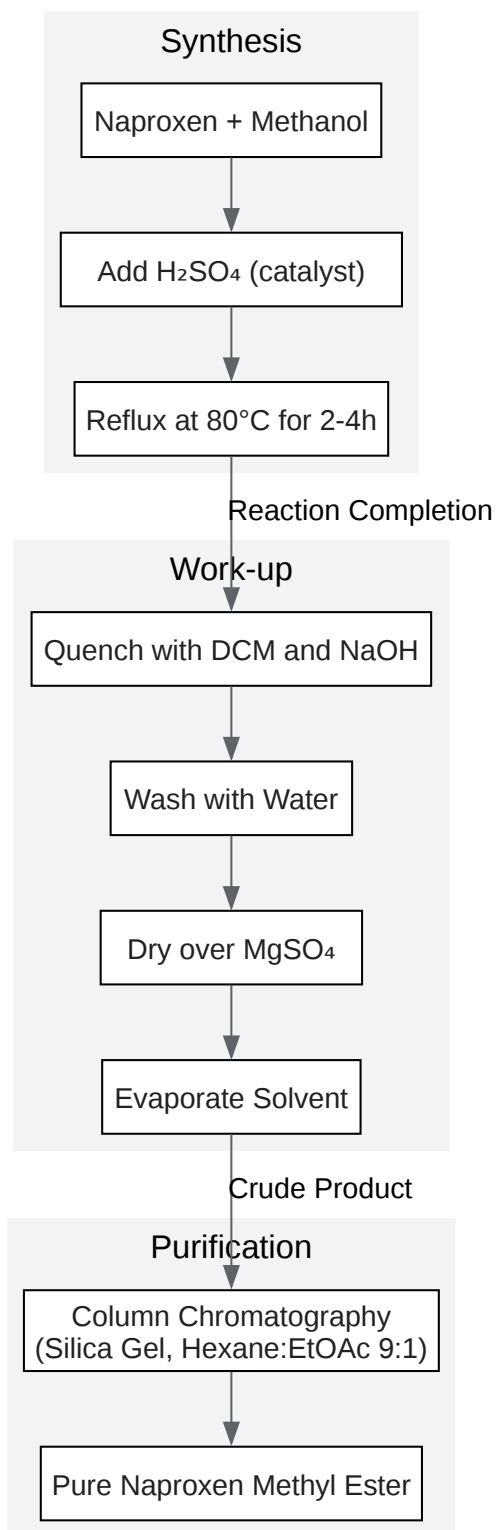 Synthesis
Naproxen + Methanol
Add H₂SO₄ (catalyst)
Reflux at 80°C for 2-4h
Reaction Completion
Work-up
Quench with DCM and NaOH
Wash with Water
Dry over MgSO₄
Evaporate Solvent
Crude Product
Purification
Column Chromatography
(Silica Gel, Hexane:EtOAc 9:1)
Pure Naproxen Methyl Ester